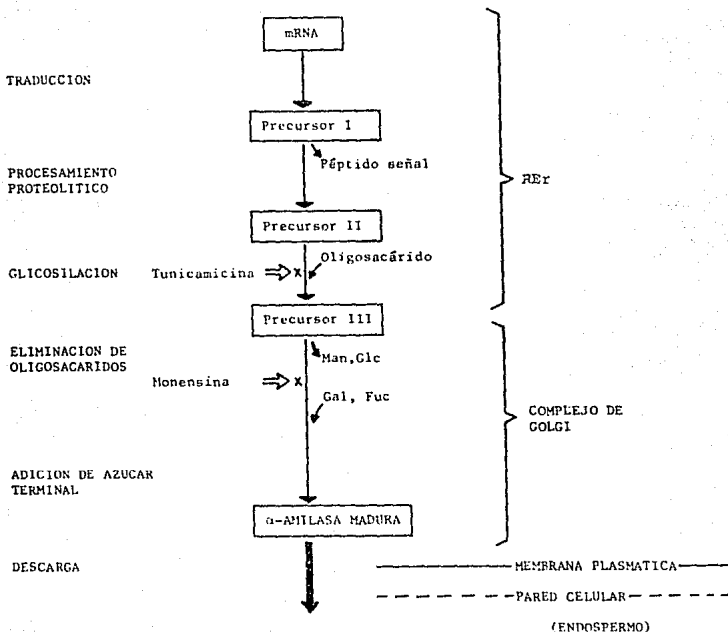 mRNA
TRADUCCION
Precursor I
Péptido señal
PROCESAMIENTO
PROTEOLITICO
REr
Precursor II
Oligosacárido
GLICOSILACION
Tunicamicina
x
Precursor III
ELIMINACION DE
OLIGOSACARIDOS
Man,Glc
Monensina
x
Gal, Fuc
COMPLEJO DE
GOLGI
ADICION DE AZUCAR
TERMINAL
α-AMILASA MADURA
DESCARGA
MEMBRANA PLASMATICA
PARED CELULAR
(ENDOSPERMO)